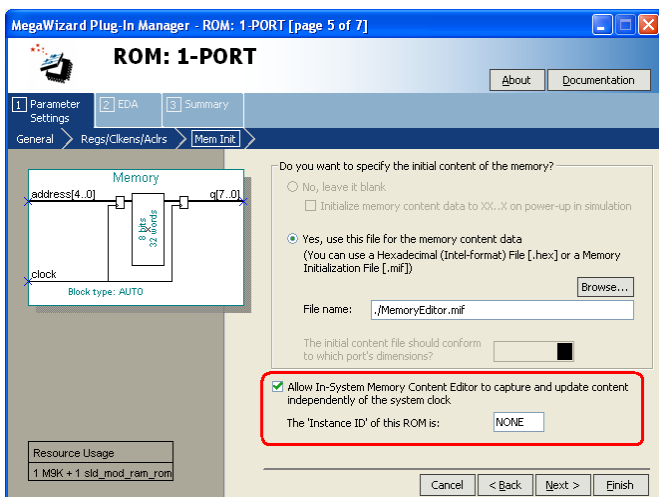 MegaWizard Plug-In Manager - ROM: 1-PORT [page 5 of 7]
ROM: 1-PORT
About
Documentation
1 Parameter Settings
2 EDA
3 Summary
General
Regs/Clkens/Aclrs
Mem Init
Memory
address[4..0]
q[7..0]
8 bits
32 words
clock
Block type: AUTO
Do you want to specify the initial content of the memory?
No, leave it blank
Initialize memory content data to XX..X on power-up in simulation
Yes, use this file for the memory content data
(You can use a Hexadecimal (Intel-format) File [.hex] or a Memory
Initialization File [.mif])
Browse...
File name:
./MemoryEditor.mif
The initial content file should conform
to which port's dimensions?
Allow In-System Memory Content Editor to capture and update content
independently of the system clock
The 'Instance ID' of this ROM is:
NONE
Resource Usage
1 M9K + 1 sld_mod_ram_rom
Cancel
< Back
Next >
Finish